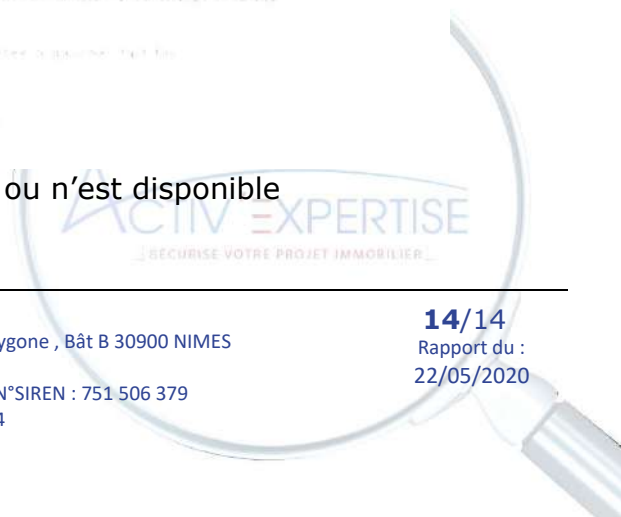 ou n’est disponible
ACTIV EXPERTISE
SÉCURISE VOTRE PROJET IMMOBILIER
14/14
ygone , Bât B 30900 NIMES
Rapport du :
22/05/2020
N°SIREN : 751 506 379
4